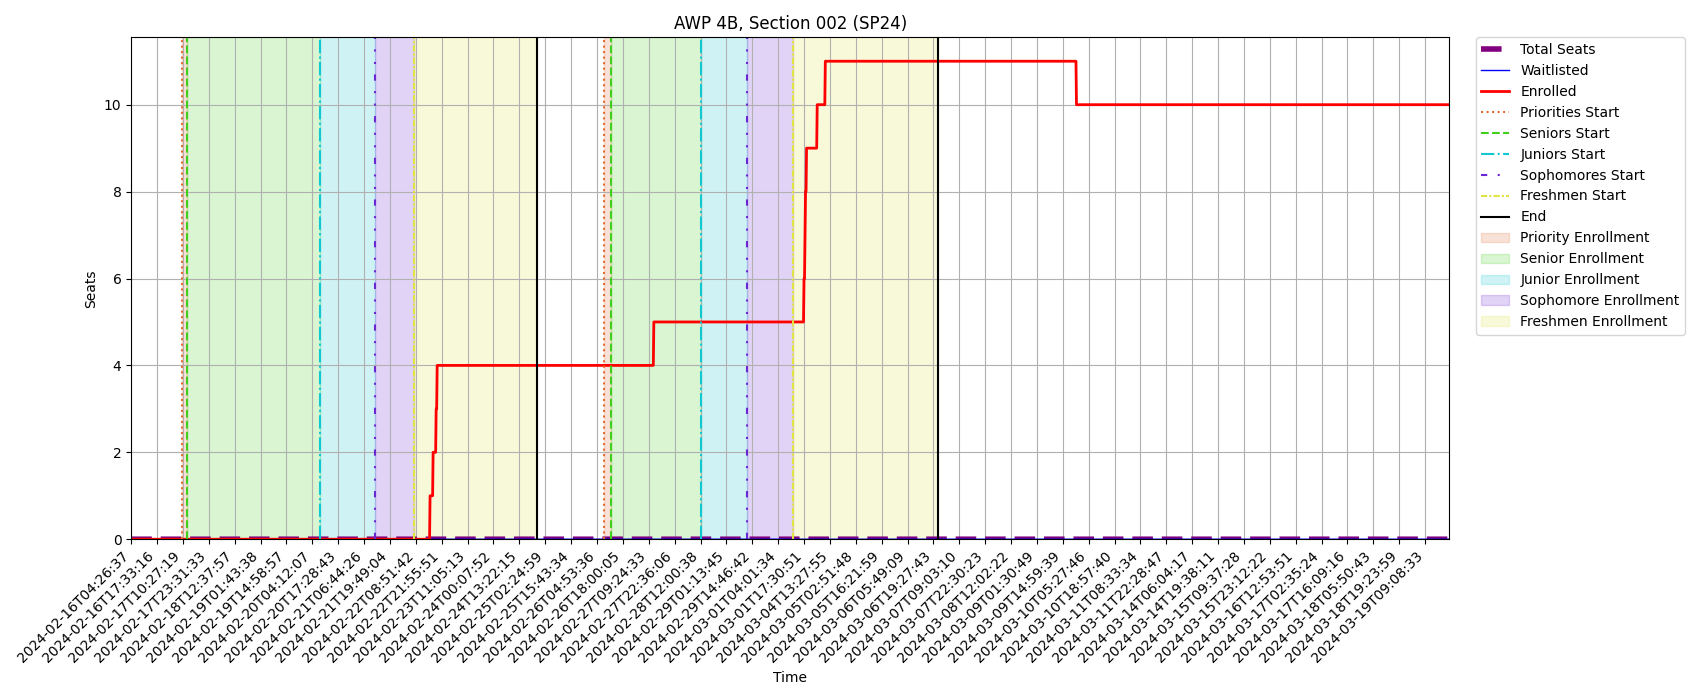 AWP 4B, Section 002 (SP24)
Total Seats
Waitlisted
Enrolled
Priorities Start
Seniors Start
Juniors Start
Sophomores Start
Freshmen Start
End
Priority Enrollment
Senior Enrollment
Junior Enrollment
Sophomore Enrollment
Freshmen Enrollment
Seats
10
8
6
4
2
0
2024-02-16T04:26:37
2024-02-16T17:33:16
2024-02-17T10:27:19
2024-02-17T23:31:33
2024-02-18T12:37:57
2024-02-19T01:43:38
2024-02-19T14:58:57
2024-02-20T04:12:07
2024-02-20T17:28:43
2024-02-21T06:44:26
2024-02-21T19:49:04
2024-02-22T08:51:42
2024-02-22T21:55:51
2024-02-23T11:05:13
2024-02-24T00:07:52
2024-02-24T13:22:15
2024-02-25T02:24:59
2024-02-25T15:43:34
2024-02-26T04:53:36
2024-02-26T18:00:05
2024-02-27T09:24:33
2024-02-27T22:36:06
2024-02-28T12:00:38
2024-02-29T01:13:45
2024-02-29T14:46:42
2024-03-01T04:01:34
2024-03-01T17:30:51
2024-03-04T13:27:55
2024-03-05T02:51:48
2024-03-05T16:21:59
2024-03-06T05:49:09
2024-03-06T19:27:43
2024-03-07T09:03:10
2024-03-07T22:30:23
2024-03-08T12:02:22
2024-03-09T01:30:49
2024-03-09T14:59:39
2024-03-10T05:27:46
2024-03-10T18:57:40
2024-03-11T08:33:34
2024-03-11T22:28:47
2024-03-14T06:04:17
2024-03-14T19:38:11
2024-03-15T09:37:28
2024-03-15T23:12:22
2024-03-16T12:53:51
2024-03-17T02:35:24
2024-03-17T16:09:16
2024-03-18T05:50:43
2024-03-18T19:23:59
2024-03-19T09:08:33
Time